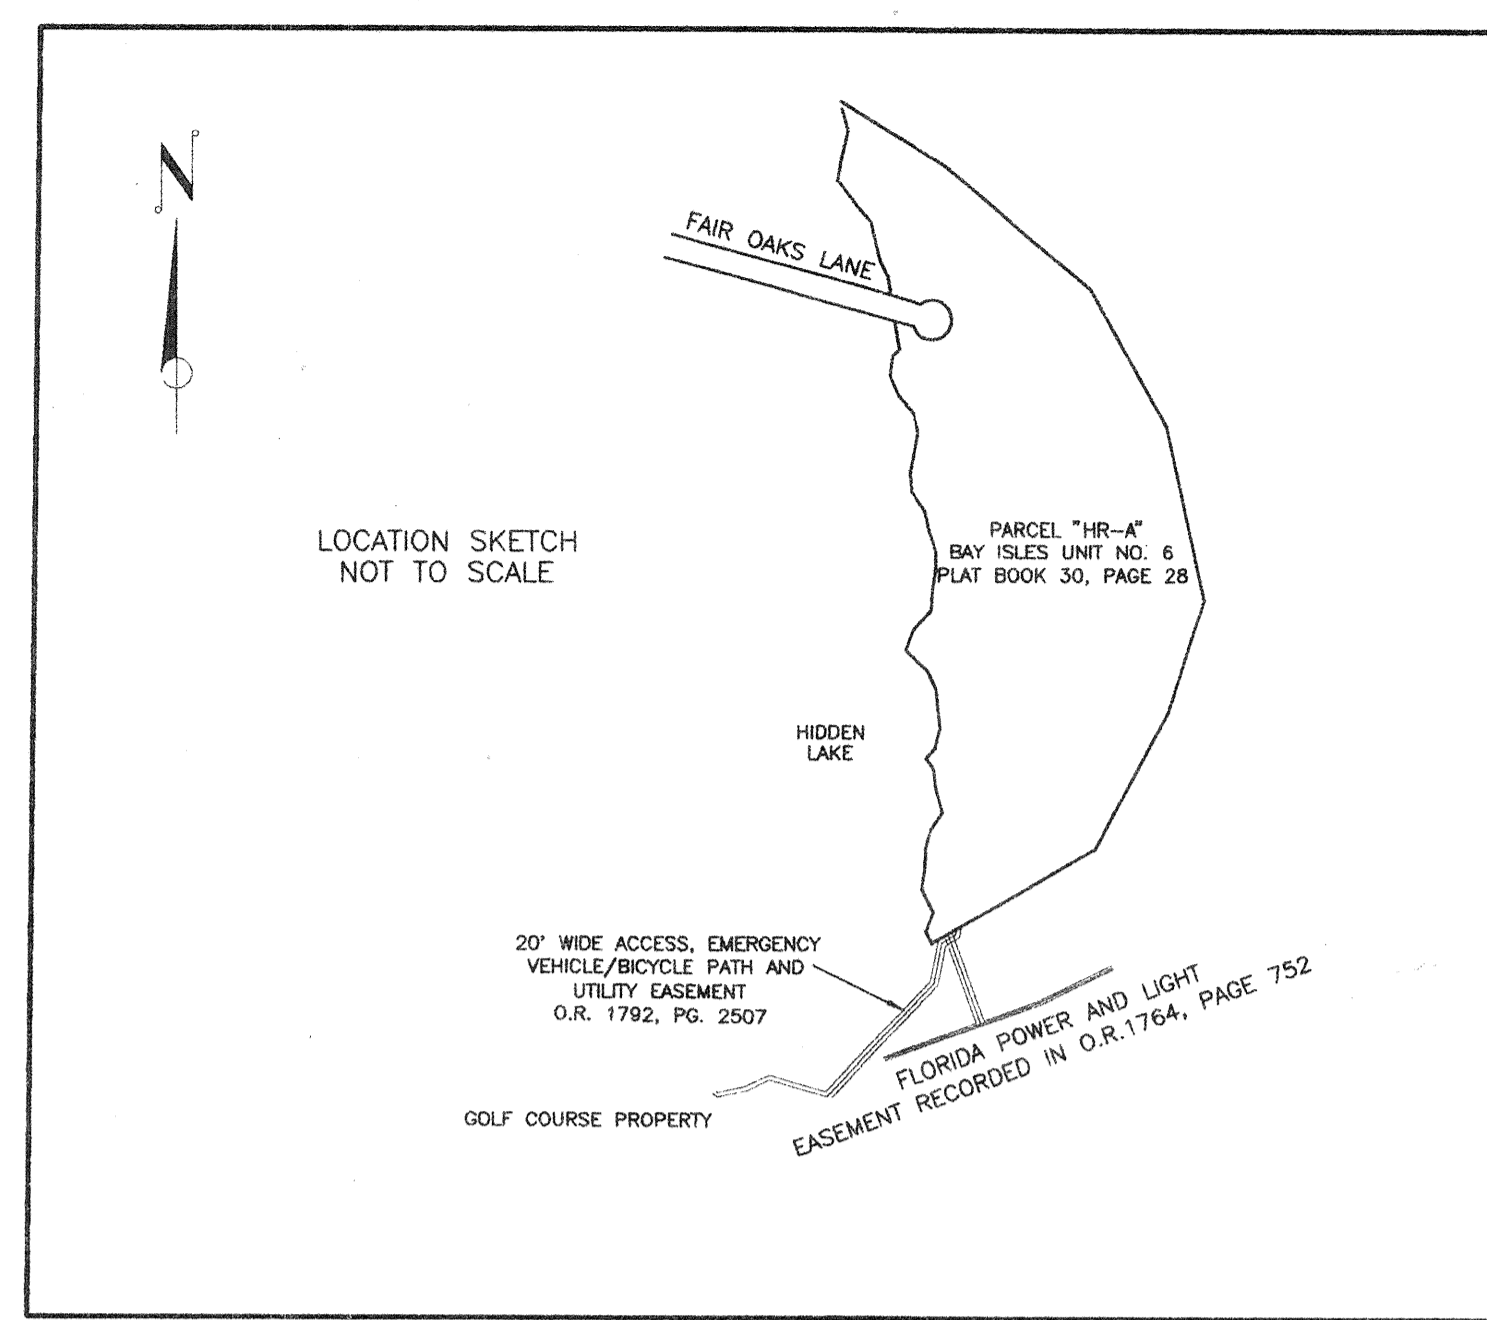 N
FAIR OAKS LANE
LOCATION SKETCH
NOT TO SCALE
PARCEL "HR-A"
BAY ISLES UNIT NO. 6
PLAT BOOK 30, PAGE 28
HIDDEN
LAKE
20' WIDE ACCESS, EMERGENCY
VEHICLE/BICYCLE PATH AND
UTILITY EASEMENT
O.R. 1792, PG. 2507
FLORIDA POWER AND LIGHT
EASEMENT RECORDED IN O.R.1764, PAGE 752
GOLF COURSE PROPERTY